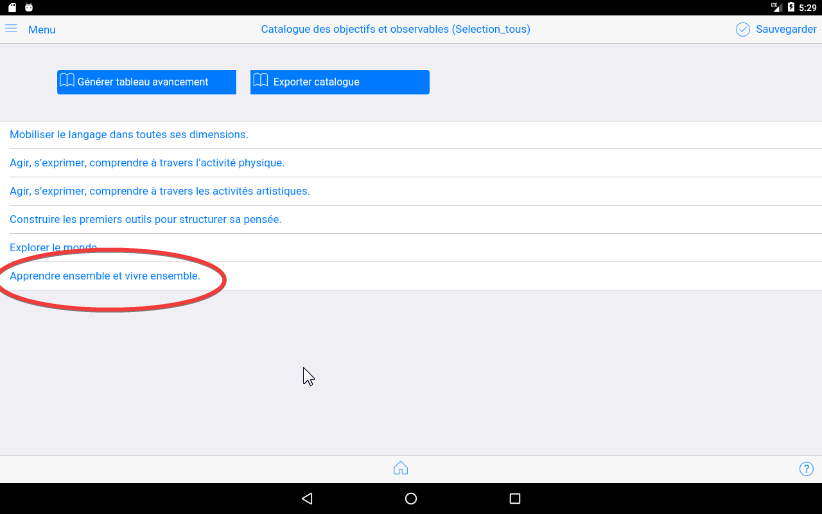 5:29
Menu
Catalogue des objectifs et observables (Selection_tous)
Sauvegarder
Générer tableau avancement
Exporter catalogue
Mobiliser le langage dans toutes ses dimensions.
Agir, s'exprimer, comprendre à travers l'activité physique.
Agir, s'exprimer, comprendre à travers les activités artistiques.
Construire les premiers outils pour structurer sa pensée.
Explorer le monde
Apprendre ensemble et vivre ensemble.
?